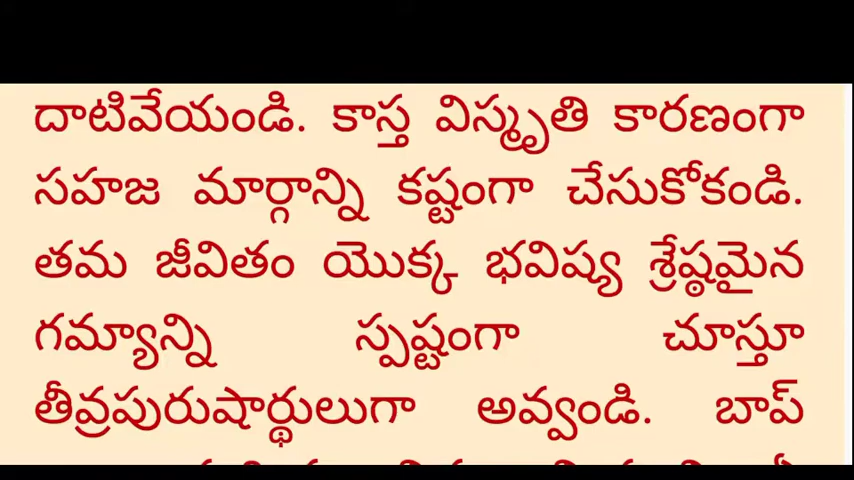 దాటివేయండి. కాస్త విస్మృతి కారణంగా
సహజ మార్గాన్ని కష్టంగా చేసుకోకండి.
తమ జీవితం యొక్క భవిష్య శ్రేష్ఠమైన
గమ్యాన్ని స్పష్టంగా చూస్తూ
తీవ్రపురుషార్థులుగా అవ్వండి. బాప్